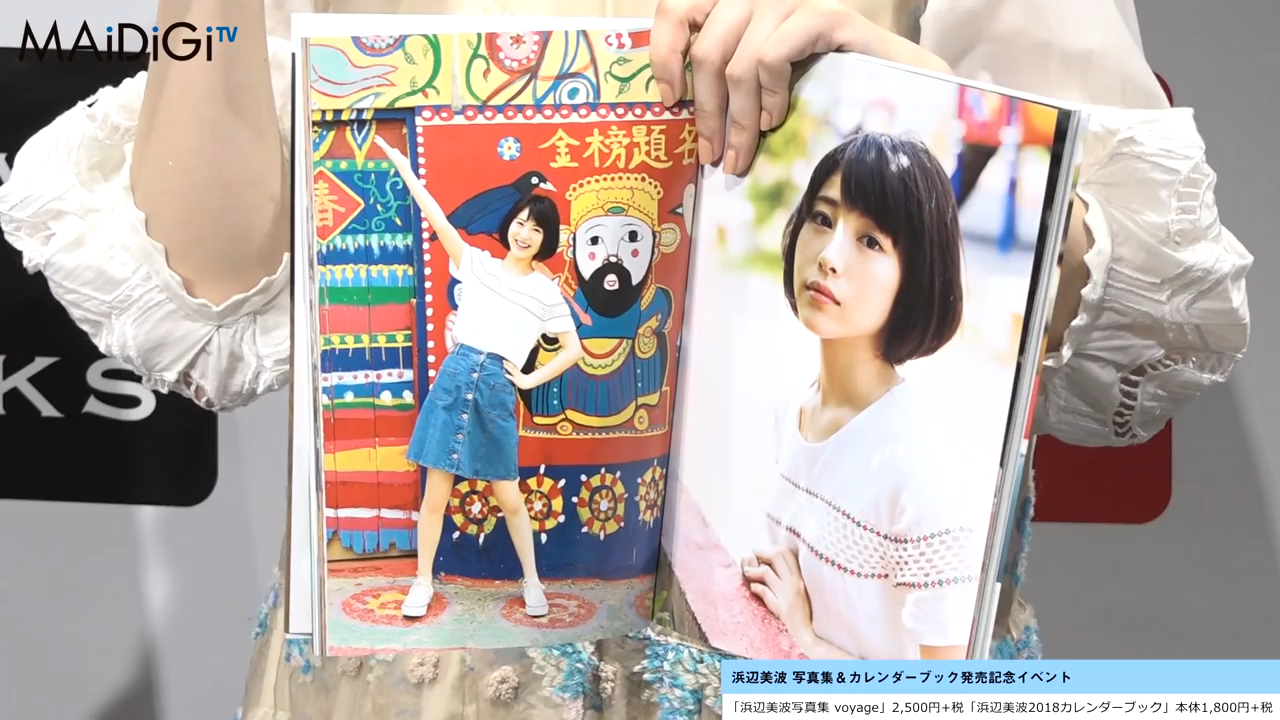 MAiDiGiTV
金榜題名
春
KS
浜辺美波 写真集＆カレンダーブック発売記念イベント
「浜辺美波写真集 voyage」2,500円+税「浜辺美波2018カレンダーブック」本体1,800円+税